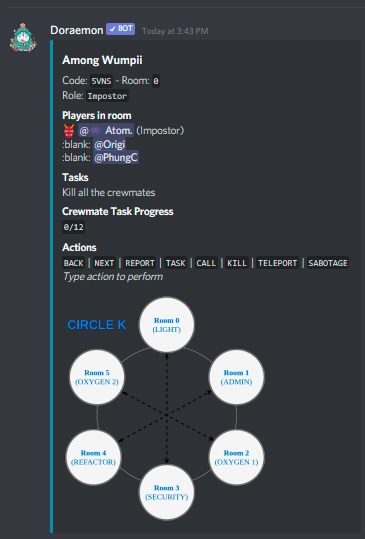 Doraemon ✔ BOT Today at 3:43 PM
Among Wumpii
Code: 5VNS - Room: 0
Role: Impostor
Players in room
👹 @👾 Atom. (Impostor)
:blank: @Origi
:blank: @PhungC
Tasks
Kill all the crewmates
Crewmate Task Progress
0/12
Actions
BACK | NEXT | REPORT | TASK | CALL | KILL | TELEPORT | SABOTAGE
Type action to perform
CIRCLE K
Room 0
(LIGHT)
Room 5
(OXYGEN 2)
Room 1
(ADMIN)
Room 4
(REFACTOR)
Room 2
(OXYGEN 1)
Room 3
(SECURITY)